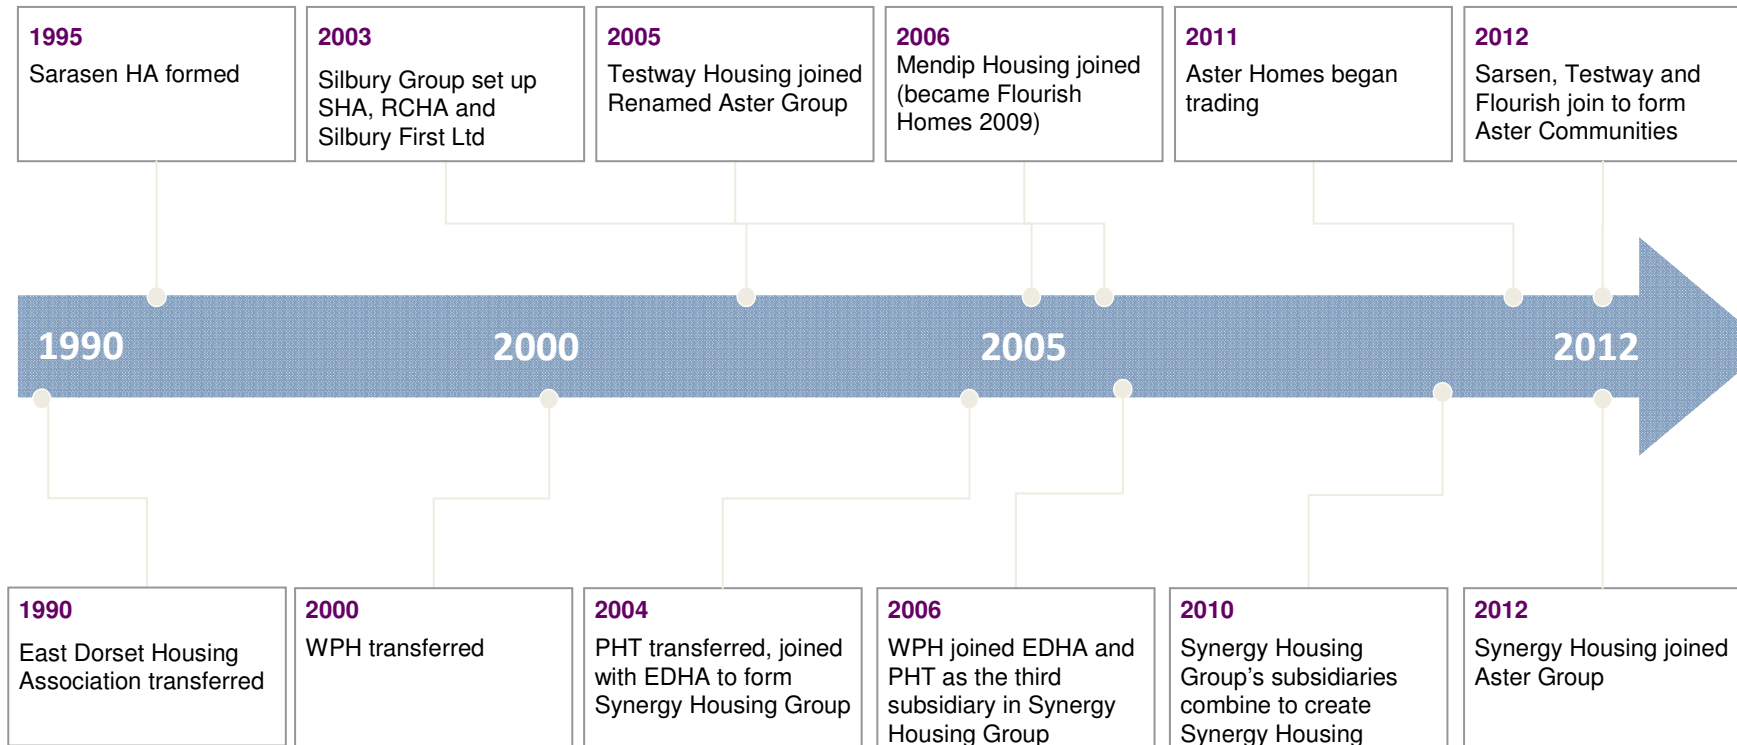 1995
Sarasen HA formed
2003
Silbury Group set up
SHA, RCHA and
Silbury First Ltd
2005
Testway Housing joined
Renamed Aster Group
2006
Mendip Housing joined
(became Flourish
Homes 2009)
2011
Aster Homes began
trading
2012
Sarsen, Testway and
Flourish join to form
Aster Communities
1990
2000
2005
2012
1990
East Dorset Housing
Association transferred
2000
WPH transferred
2004
PHT transferred, joined
with EDHA to form
Synergy Housing Group
2006
WPH joined EDHA and
PHT as the third
subsidiary in Synergy
Housing Group
2010
Synergy Housing
Group’s subsidiaries
combine to create
Synergy Housing
2012
Synergy Housing joined
Aster Group